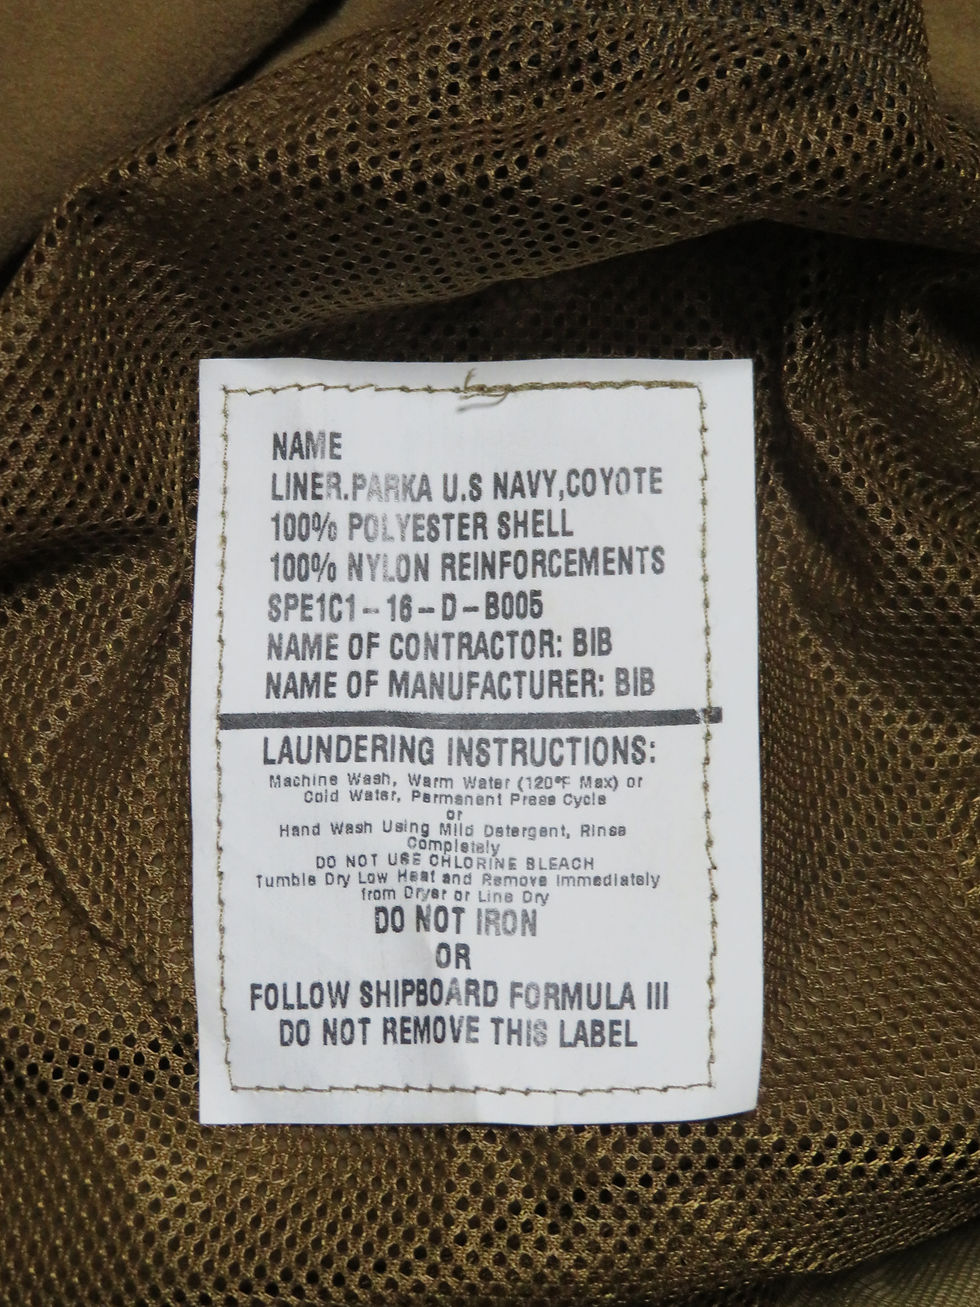 NAME
LINER.PARKA U.S NAVY,COYOTE
100% POLYESTER SHELL
100% NYLON REINFORCEMENTS
SPE1C1-16-D-B005
NAME OF CONTRACTOR: BIB
NAME OF MANUFACTURER: BIB
LAUNDERING INSTRUCTIONS:
Machine Wash, Warm Water (120°F Max) or
Cold Water, Permanent Press Cycle
or
Hand Wash Using Mild Detergent, Rinse
Completely
DO NOT USE CHLORINE BLEACH
Tumble Dry Low Heat and Remove Immediately
from Dryer or Line Dry
DO NOT IRON
OR
FOLLOW SHIPBOARD FORMULA III
DO NOT REMOVE THIS LABEL